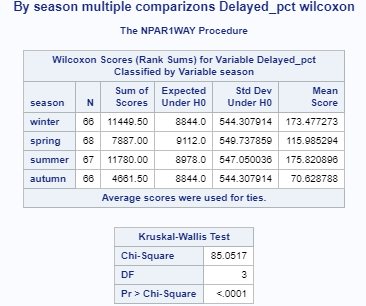 By season multiple comparizons Delayed_pct wilcoxon
The NPAR1WAY Procedure
Wilcoxon Scores (Rank Sums) for Variable Delayed_pct
Classified by Variable season
season N Sum of Scores Expected Under H0 Std Dev Under H0 Mean Score
winter 66 11449.50 8844.0 544.307914 173.477273
spring 68 7887.00 9112.0 549.737859 115.985294
summer 67 11780.00 8978.0 547.050036 175.820896
autumn 66 4661.50 8844.0 544.307914 70.628788
Average scores were used for ties.
Kruskal-Wallis Test
Chi-Square 85.0517
DF 3
Pr > Chi-Square <.0001